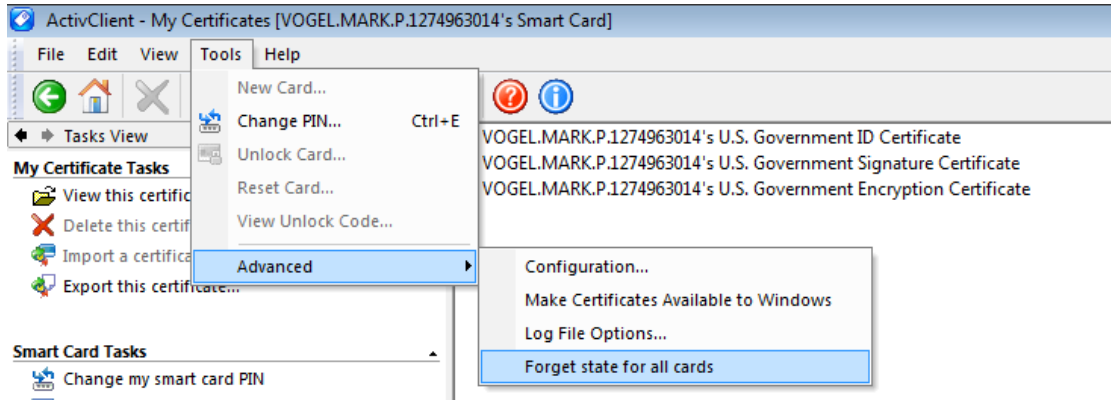 ActivClient - My Certificates [VOGEL.MARK.P.1274963014's Smart Card]
File Edit View Tools Help
New Card...
Change PIN... Ctrl+E
Unlock Card...
Reset Card...
View Unlock Code...
Advanced
Tasks View
My Certificate Tasks
View this certific
Delete this certif
Import a certifica
Export this certificate...
Smart Card Tasks
Change my smart card PIN
VOGEL.MARK.P.1274963014's U.S. Government ID Certificate
VOGEL.MARK.P.1274963014's U.S. Government Signature Certificate
VOGEL.MARK.P.1274963014's U.S. Government Encryption Certificate
Configuration...
Make Certificates Available to Windows
Log File Options...
Forget state for all cards